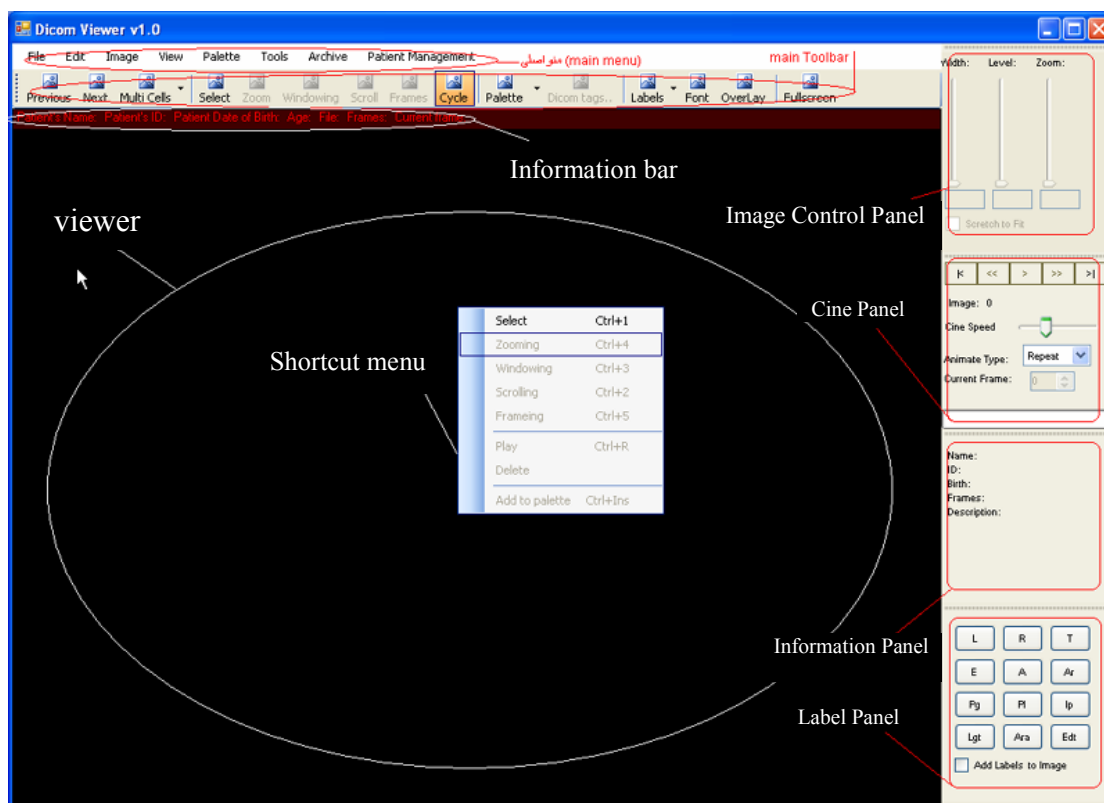 Dicom Viewer v1.0
File Edit Image View Palette Tools Archive Patient Management منو اصلی (main menu) main Toolbar
Previous Next Multi Cells Select Zoom Windowing Scroll Frames Cycle Palette Dicom tags.. Labels Font OverLay Fullscreen
Patient's Name: Patient's ID: Patient Date of Birth: Age: File: Frames: Current frame:
Width: Level: Zoom:
Stretch to Fit
Information bar
viewer
Image Control Panel
Shortcut menu
Select Ctrl+1
Zooming Ctrl+4
Windowing Ctrl+3
Scrolling Ctrl+2
Frameing Ctrl+5
Play Ctrl+R
Delete
Add to palette Ctrl+Ins
Cine Panel
|< << > >> >|
Image: 0
Cine Speed
Animate Type: Repeat
Current Frame: 0
Name:
ID:
Birth:
Frames:
Description:
Information Panel
L R T
E A Ar
Pg Pl Ip
Lgt Ara Edt
Add Labels to Image
Label Panel